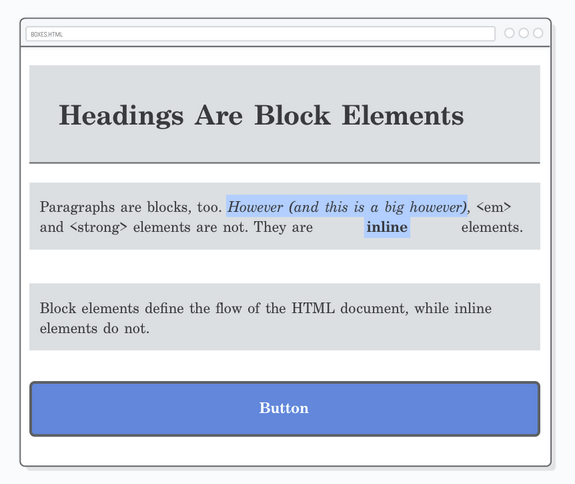 BOXES.HTML
Headings Are Block Elements
Paragraphs are blocks, too. However (and this is a big however), <em>
and <strong> elements are not. They are inline elements.
Block elements define the flow of the HTML document, while inline
elements do not.
Button